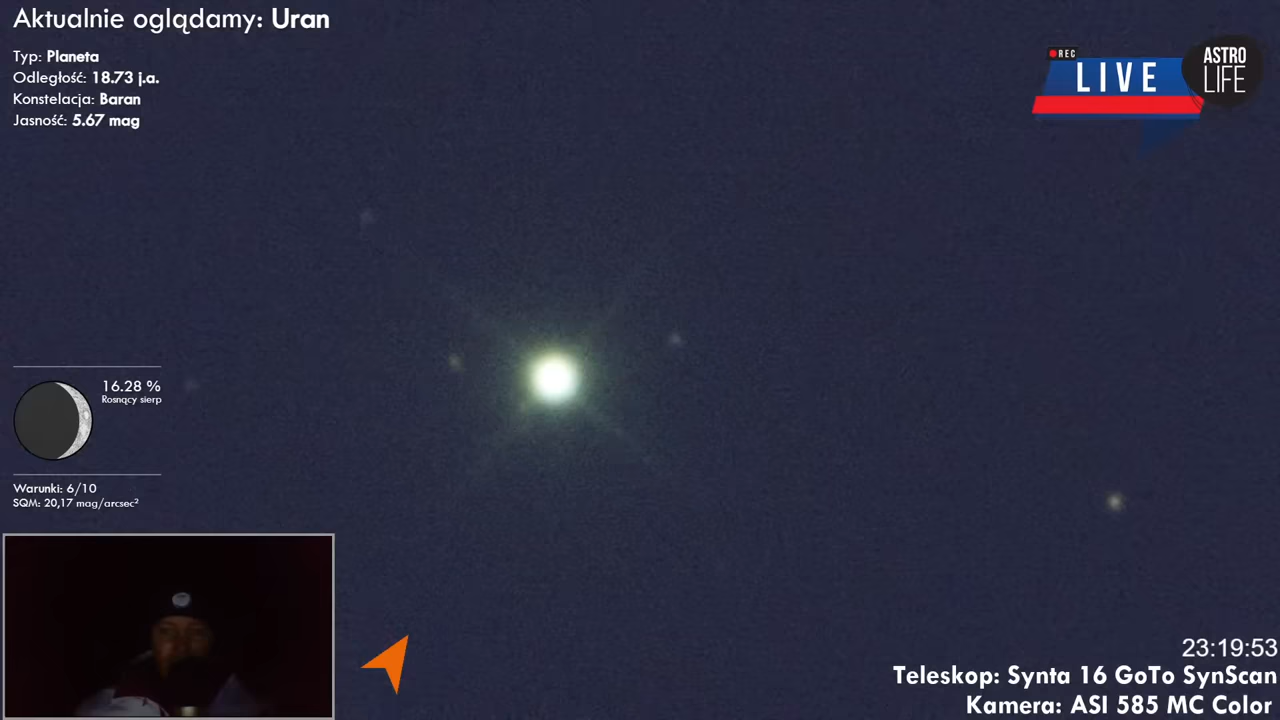 Aktualnie oglądamy: Uran
Typ: Planeta
Odległość: 18.73 j.a.
Konstelacja: Baran
Jasność: 5.67 mag
REC
LIVE
ASTRO
LIFE
16.28 %
Rosnący sierp
Warunki: 6/10
SQM: 20,17 mag/arcsec²
23:19:53
Teleskop: Synta 16 GoTo SynScan
Kamera: ASI 585 MC Color